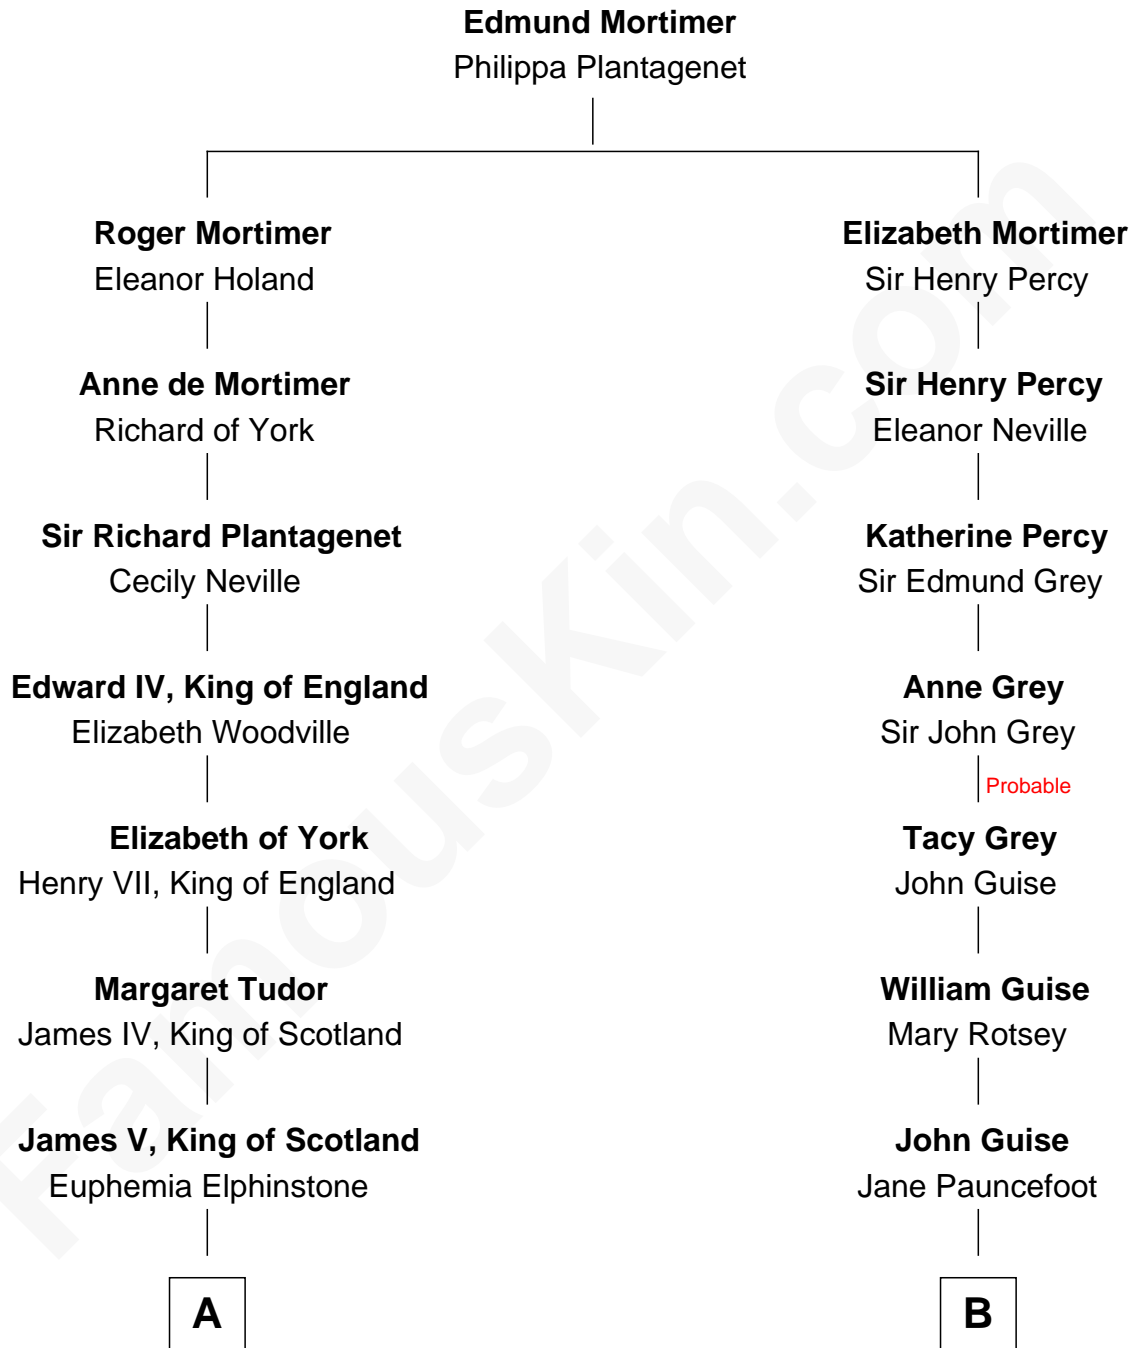 Edmund Mortimer
Philippa Plantagenet
Roger Mortimer
Eleanor Holand
Elizabeth Mortimer
Sir Henry Percy
Anne de Mortimer
Richard of York
Sir Henry Percy
Eleanor Neville
Sir Richard Plantagenet
Cecily Neville
Katherine Percy
Sir Edmund Grey
Edward IV, King of England
Elizabeth Woodville
Anne Grey
Sir John Grey
Probable
Elizabeth of York
Henry VII, King of England
Tacy Grey
John Guise
Margaret Tudor
James IV, King of Scotland
William Guise
Mary Rotsey
James V, King of Scotland
Euphemia Elphinstone
John Guise
Jane Pauncefoot
A
B
FamousKin.com